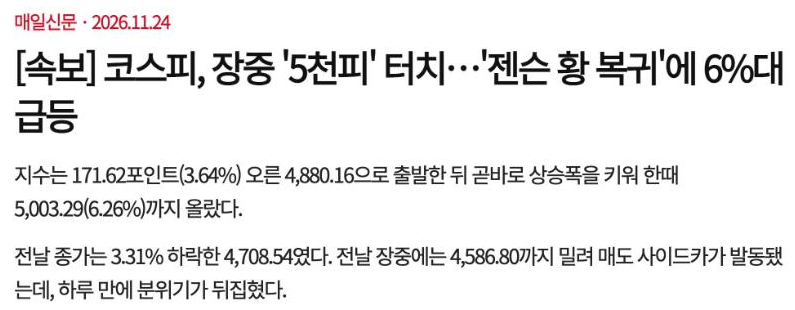 매일신문 · 2026.11.24
[속보] 코스피, 장중 '5천피' 터치…'젠슨 황 복귀'에 6%대
급등
지수는 171.62포인트(3.64%) 오른 4,880.16으로 출발한 뒤 곧바로 상승폭을 키워 한때
5,003.29(6.26%)까지 올랐다.
전날 종가는 3.31% 하락한 4,708.54였다. 전날 장중에는 4,586.80까지 밀려 매도 사이드카가 발동됐
는데, 하루 만에 분위기가 뒤집혔다.